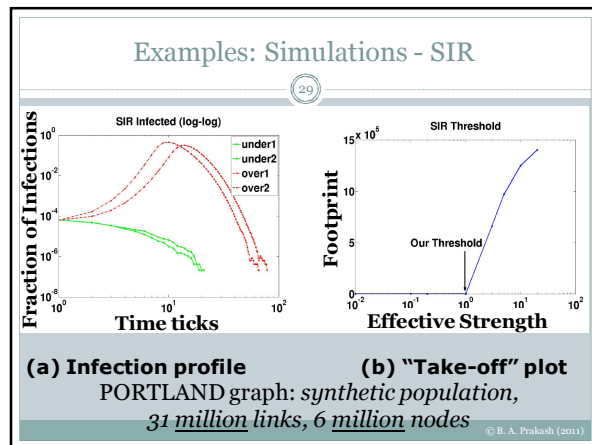 Examples: Simulations - SIR
29
SIR Infected (log-log)
Fraction of Infections
10^0
10^-2
10^-4
10^-6
10^-8
under1
under2
over1
over2
10^0
10^1
10^2
Time ticks
SIR Threshold
x 10^5
Footprint
15
10
5
0
Our Threshold
10^-2
10^-1
10^0
10^1
10^2
Effective Strength
(a) Infection profile
(b) "Take-off" plot
PORTLAND graph: synthetic population,
31 million links, 6 million nodes
© B. A. Prakash (2011)